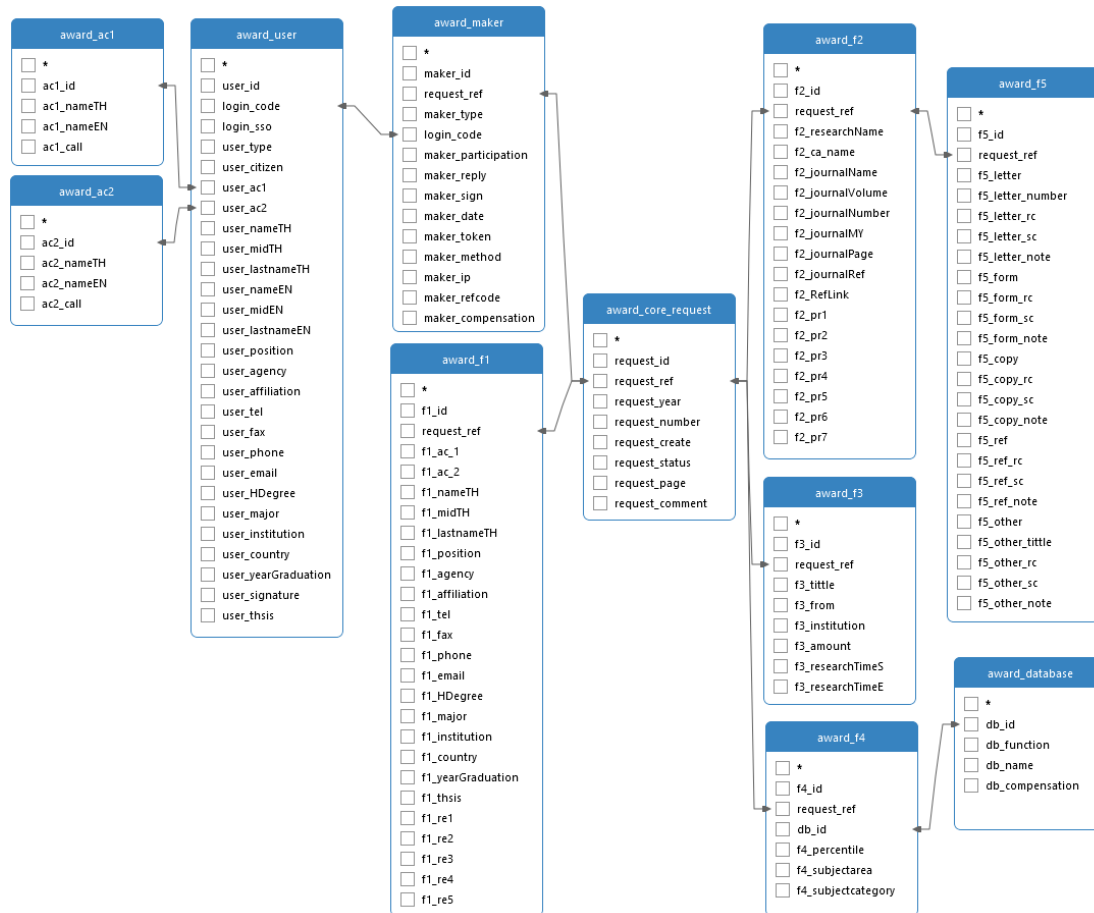 award_ac1
*
ac1_id
ac1_nameTH
ac1_nameEN
ac1_call
award_ac2
*
ac2_id
ac2_nameTH
ac2_nameEN
ac2_call
award_user
*
user_id
login_code
login_sso
user_type
user_citizen
user_ac1
user_ac2
user_nameTH
user_midTH
user_lastnameTH
user_nameEN
user_midEN
user_lastnameEN
user_position
user_agency
user_affiliation
user_tel
user_fax
user_phone
user_email
user_HDegree
user_major
user_institution
user_country
user_yearGraduation
user_signature
user_thsis
award_maker
*
maker_id
request_ref
maker_type
login_code
maker_participation
maker_reply
maker_sign
maker_date
maker_token
maker_method
maker_ip
maker_refcode
maker_compensation
award_f1
*
f1_id
request_ref
f1_ac_1
f1_ac_2
f1_nameTH
f1_midTH
f1_lastnameTH
f1_position
f1_agency
f1_affiliation
f1_tel
f1_fax
f1_phone
f1_email
f1_HDegree
f1_major
f1_institution
f1_country
f1_yearGraduation
f1_thsis
f1_re1
f1_re2
f1_re3
f1_re4
f1_re5
award_core_request
*
request_id
request_ref
request_year
request_number
request_create
request_status
request_page
request_comment
award_f2
*
f2_id
request_ref
f2_researchName
f2_ca_name
f2_journalName
f2_journalVolume
f2_journalNumber
f2_journalMY
f2_journalPage
f2_journalRef
f2_RefLink
f2_pr1
f2_pr2
f2_pr3
f2_pr4
f2_pr5
f2_pr6
f2_pr7
award_f3
*
f3_id
request_ref
f3_tittle
f3_from
f3_institution
f3_amount
f3_researchTimeS
f3_researchTimeE
award_f4
*
f4_id
request_ref
db_id
f4_percentile
f4_subjectarea
f4_subjectcategory
award_f5
*
f5_id
request_ref
f5_letter
f5_letter_number
f5_letter_rc
f5_letter_sc
f5_letter_note
f5_form
f5_form_rc
f5_form_sc
f5_form_note
f5_copy
f5_copy_rc
f5_copy_sc
f5_copy_note
f5_ref
f5_ref_rc
f5_ref_sc
f5_ref_note
f5_other
f5_other_tittle
f5_other_rc
f5_other_sc
f5_other_note
award_database
*
db_id
db_function
db_name
db_compensation